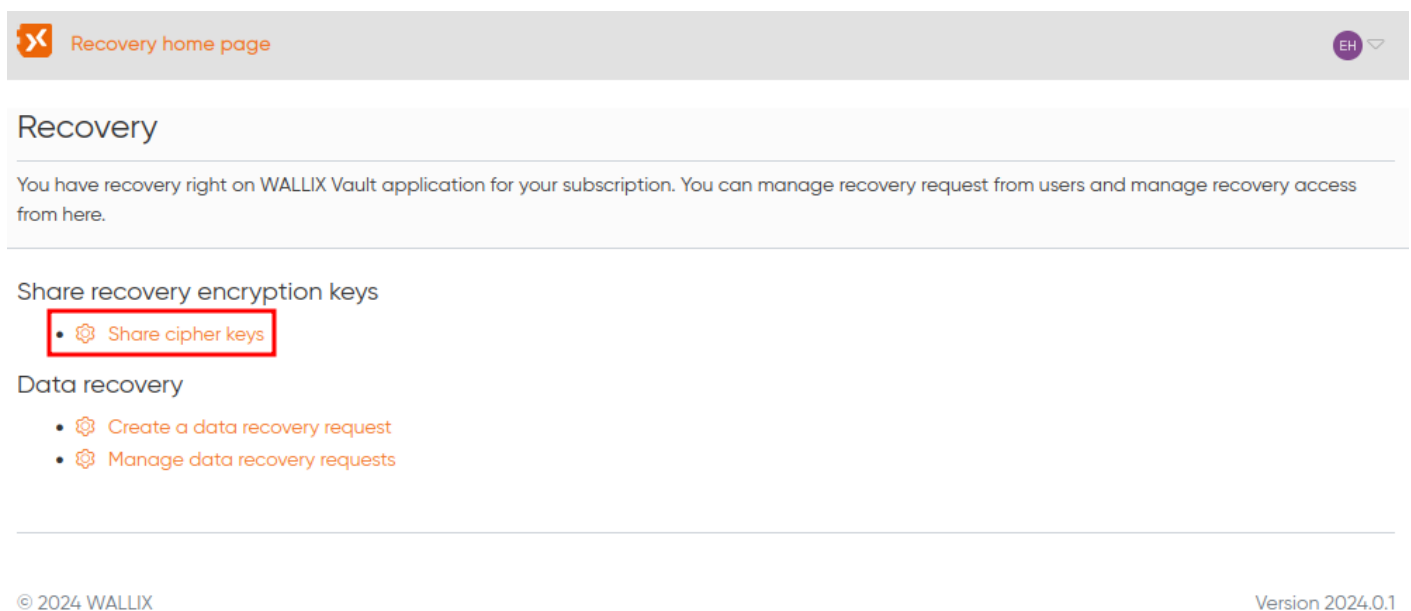 Recovery home page
EH
Recovery
You have recovery right on WALLIX Vault application for your subscription. You can manage recovery request from users and manage recovery access
from here.
Share recovery encryption keys
Share cipher keys
Data recovery
Create a data recovery request
Manage data recovery requests
© 2024 WALLIX
Version 2024.0.1